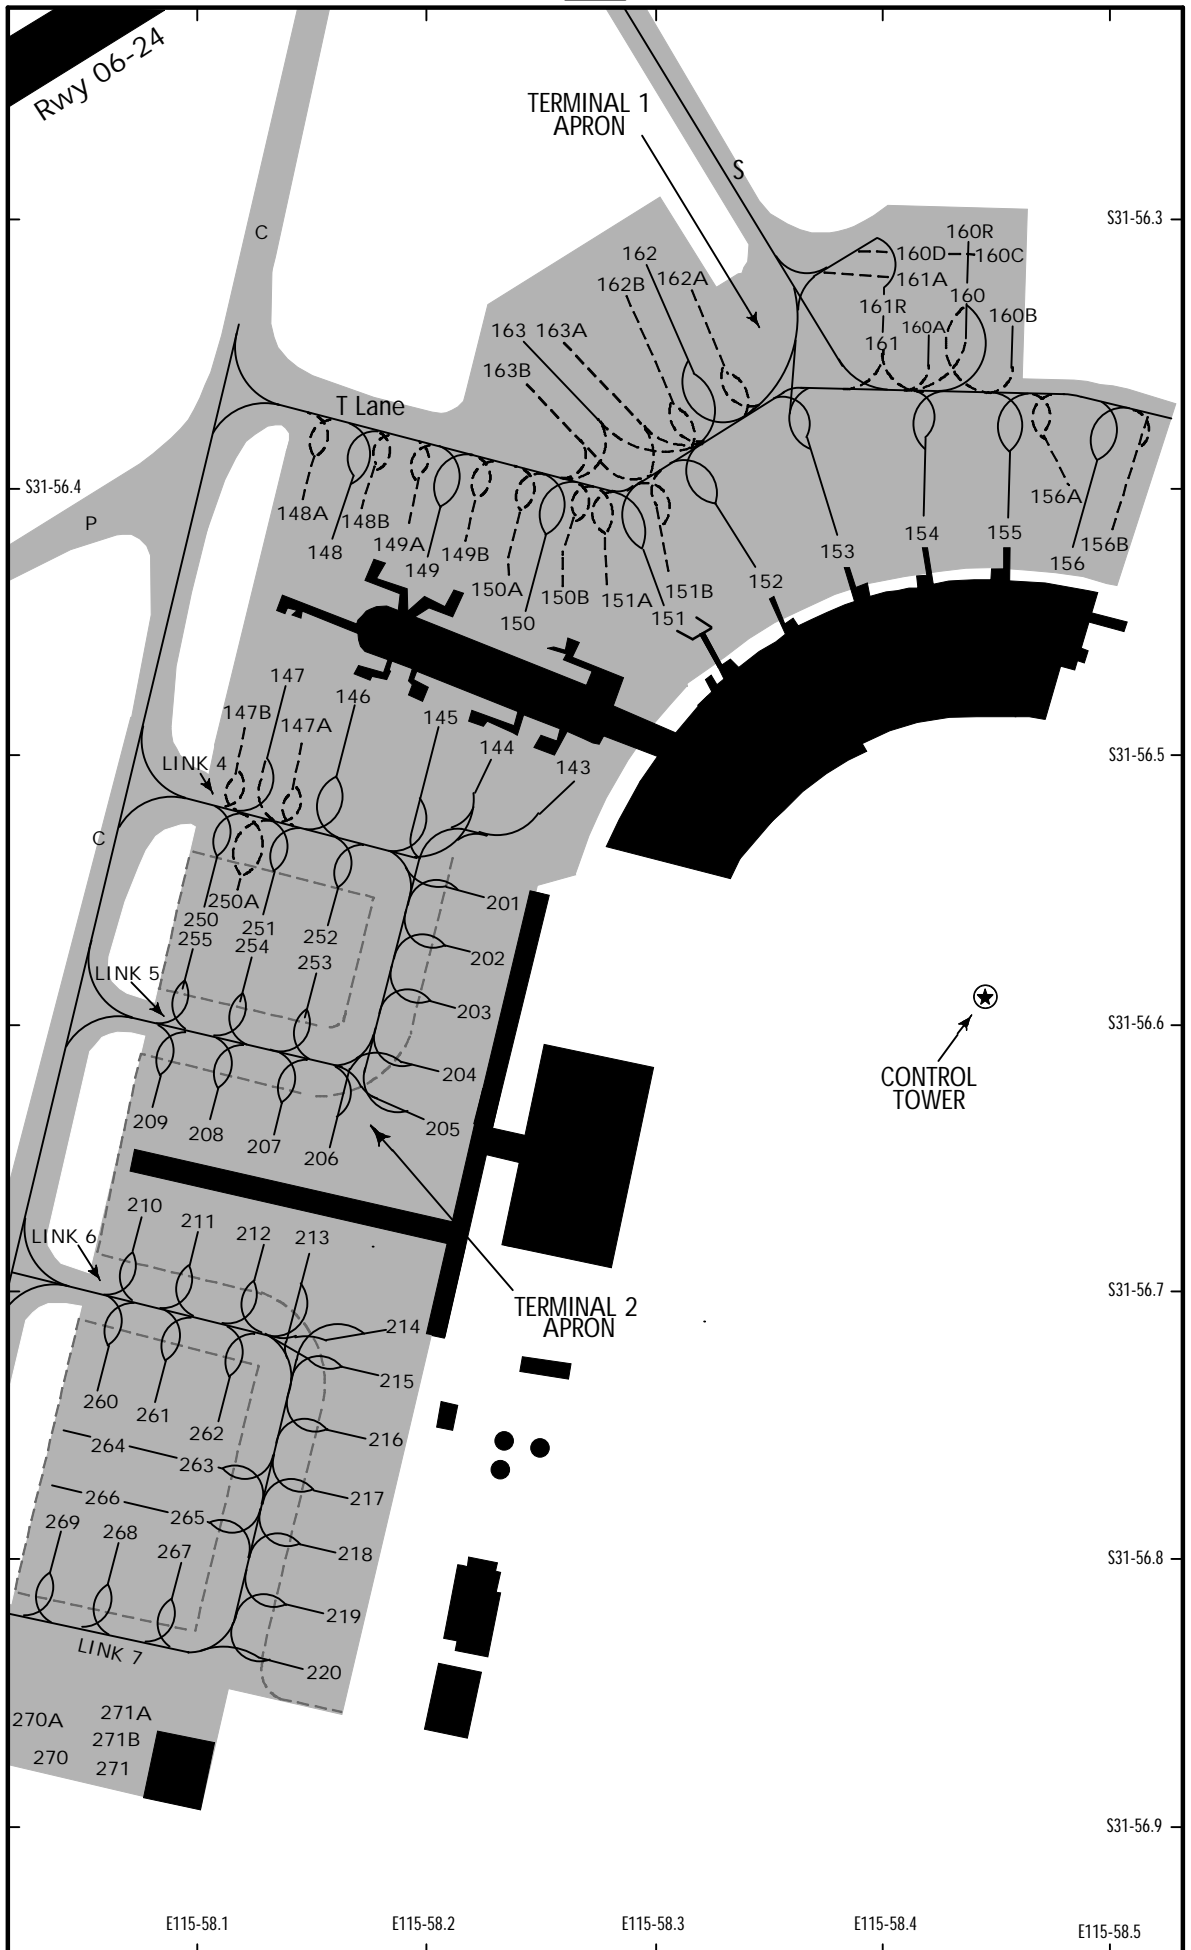 Rwy 06-24
TERMINAL 1
APRON
S
C
S31-56.3
160R
160D
160C
162
162B
162A
161A
161R
160
160A
160B
161
163
163A
163B
T Lane
S31-56.4
P
148A
148B
148
149A
149B
149
150A
150B
150
151A
151B
151
152
153
154
155
156A
156B
156
147
146
147B
147A
145
144
143
LINK 4
S31-56.5
C
250A
250
251
252
255
254
253
201
202
203
204
205
LINK 5
S31-56.6
CONTROL
TOWER
209
208
207
206
210
211
212
213
LINK 6
S31-56.7
TERMINAL 2
APRON
214
215
216
217
218
219
220
260
261
262
264
263
266
265
269
268
267
S31-56.8
LINK 7
270A
271A
271B
270
271
S31-56.9
E115-58.1
E115-58.2
E115-58.3
E115-58.4
E115-58.5